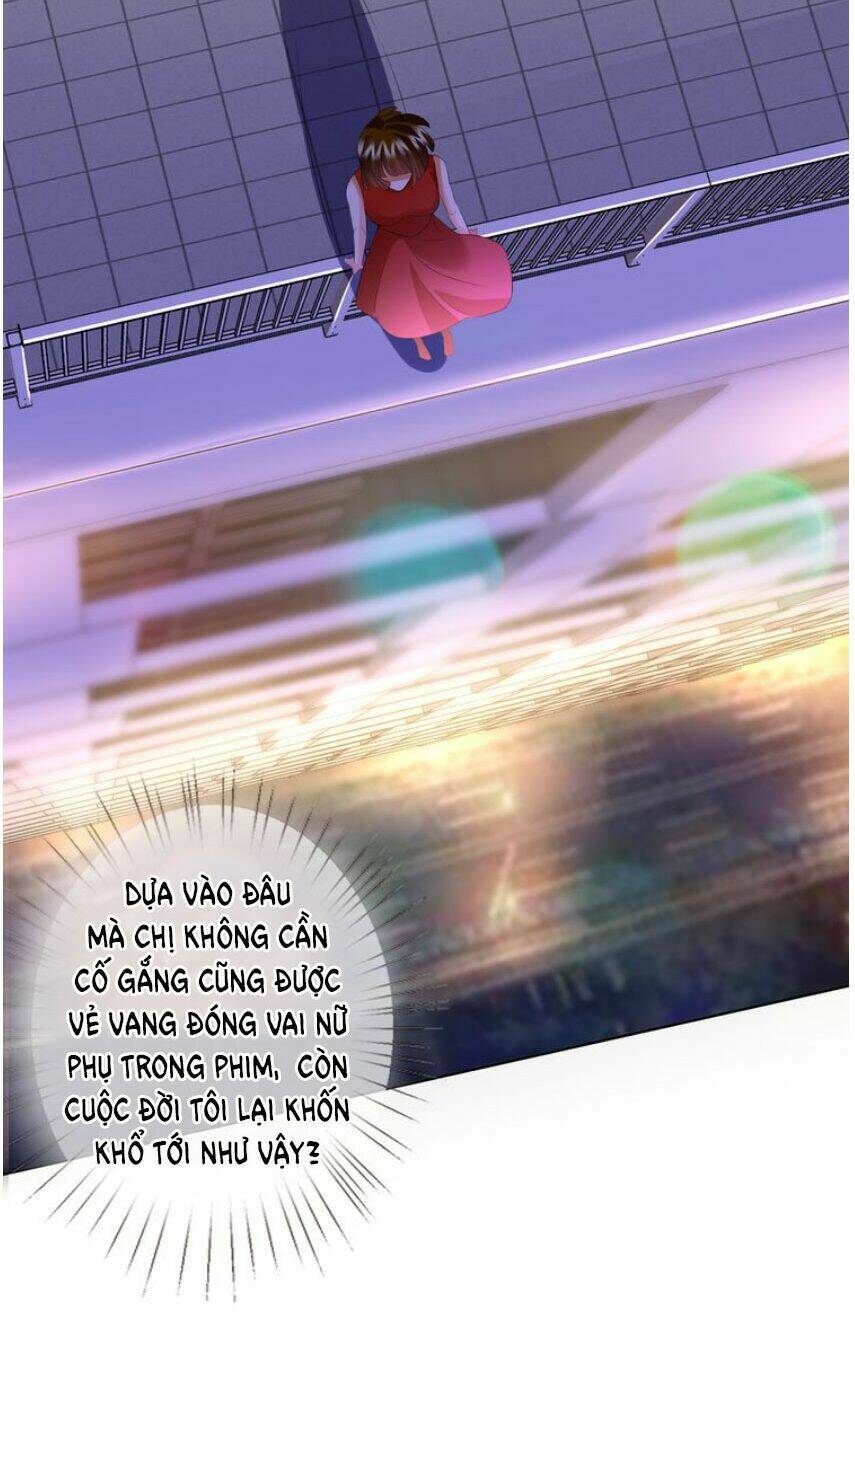 DỰA VÀO ĐÂU
MÀ CHỊ KHÔNG CẦN
CỐ GẮNG CŨNG ĐƯỢC
VẺ VANG ĐÓNG VAI NỮ
PHỤ TRONG PHIM, CÒN
CUỘC ĐỜI TÔI LẠI KHỐN
KHỔ TỚI NHƯ VẬY?